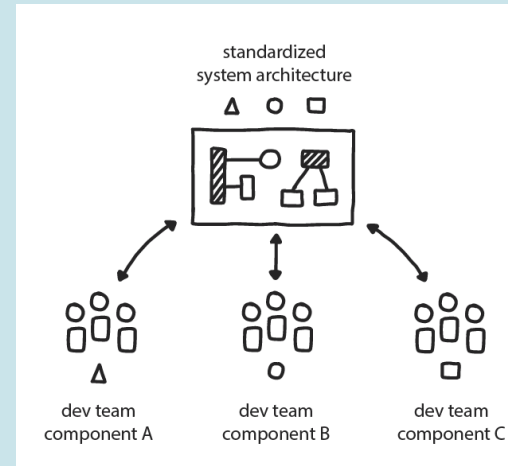 standardized
system architecture
dev team
component A
dev team
component B
dev team
component C